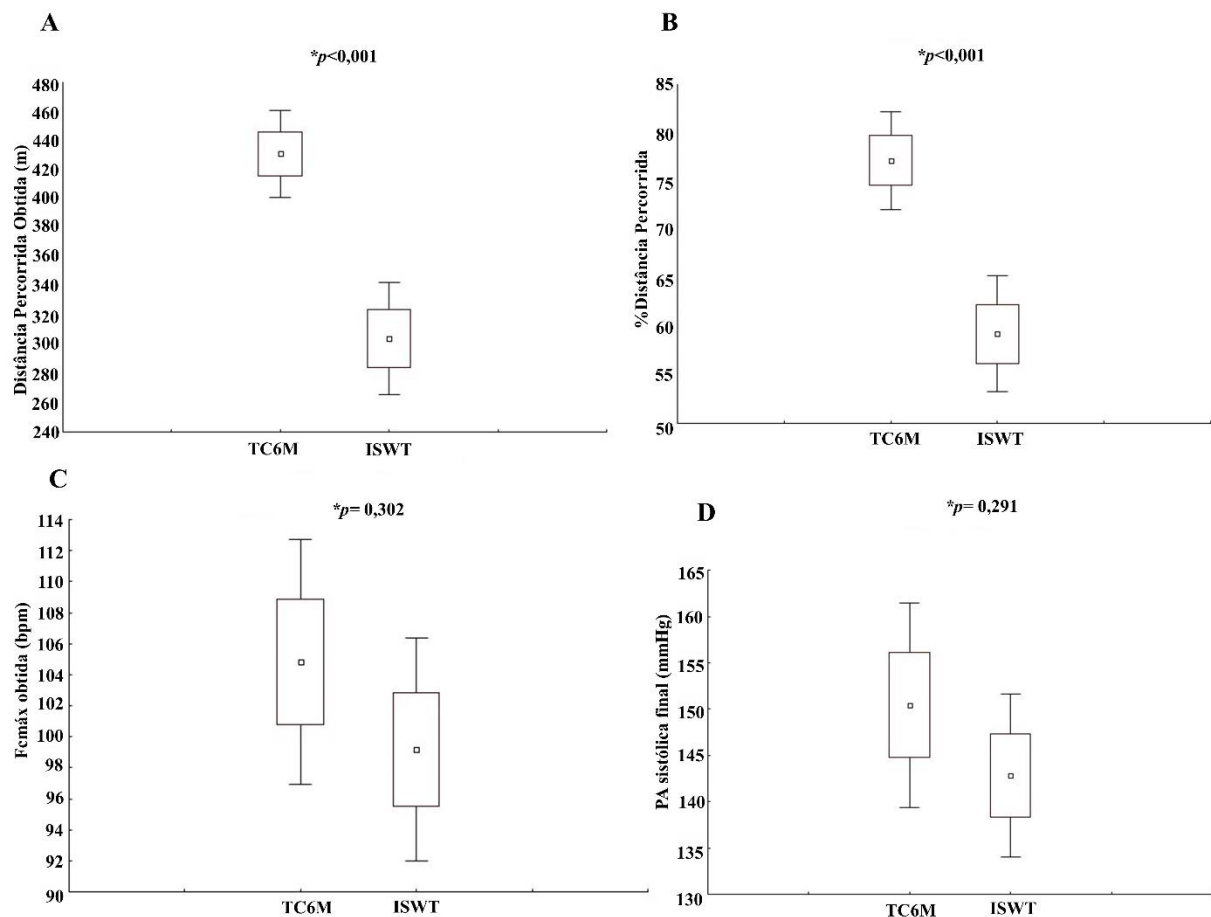 A
*p<0,001
Distância Percorrida Obtida (m)
480
460
440
420
400
380
360
340
320
300
280
260
240
TC6M ISWT
B
*p<0,001
%Distância Percorrida
85
80
75
70
65
60
55
50
TC6M ISWT
C
*p= 0,302
Fcmáx obtida (bpm)
114
112
110
108
106
104
102
100
98
96
94
92
90
TC6M ISWT
D
*p= 0,291
PA sistólica final (mmHg)
165
160
155
150
145
140
135
130
TC6M ISWT